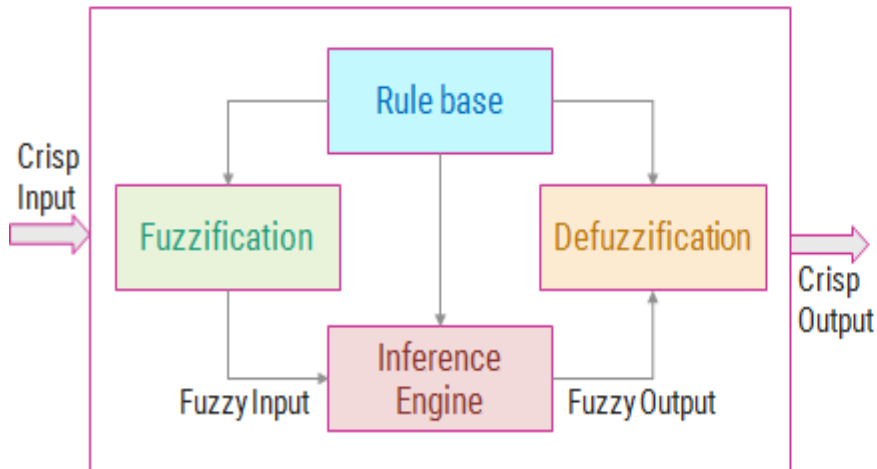 Rule base
Crisp
Input
Fuzzification
Defuzzification
Crisp
Output
Inference
Engine
Fuzzy Input
Fuzzy Output